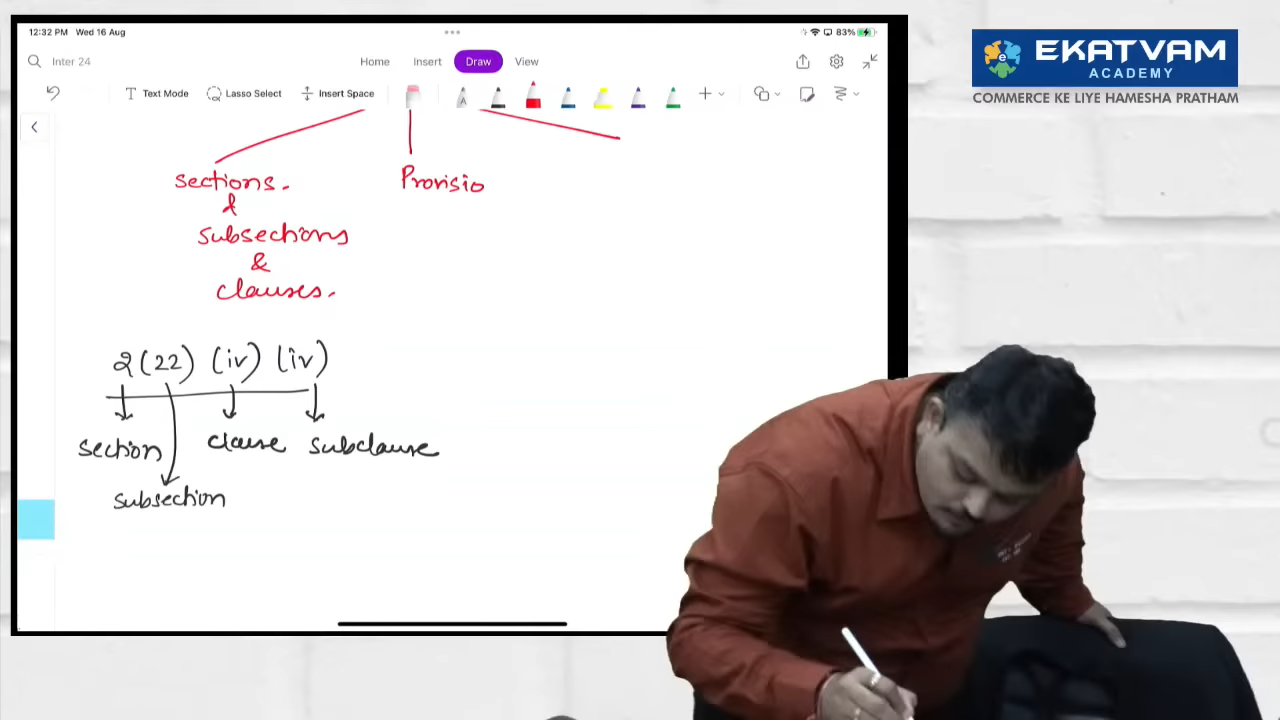 12:32 PM Wed 16 Aug
83%
Inter 24
Home Insert Draw View
Text Mode Lasso Select Insert Space
sections.
&
subsections
&
clauses.
Provisio
2(22) (iv) (iv)
section clause subclause
subsection
EKATVAM
ACADEMY
COMMERCE KE LIYE HAMESHA PRATHAM